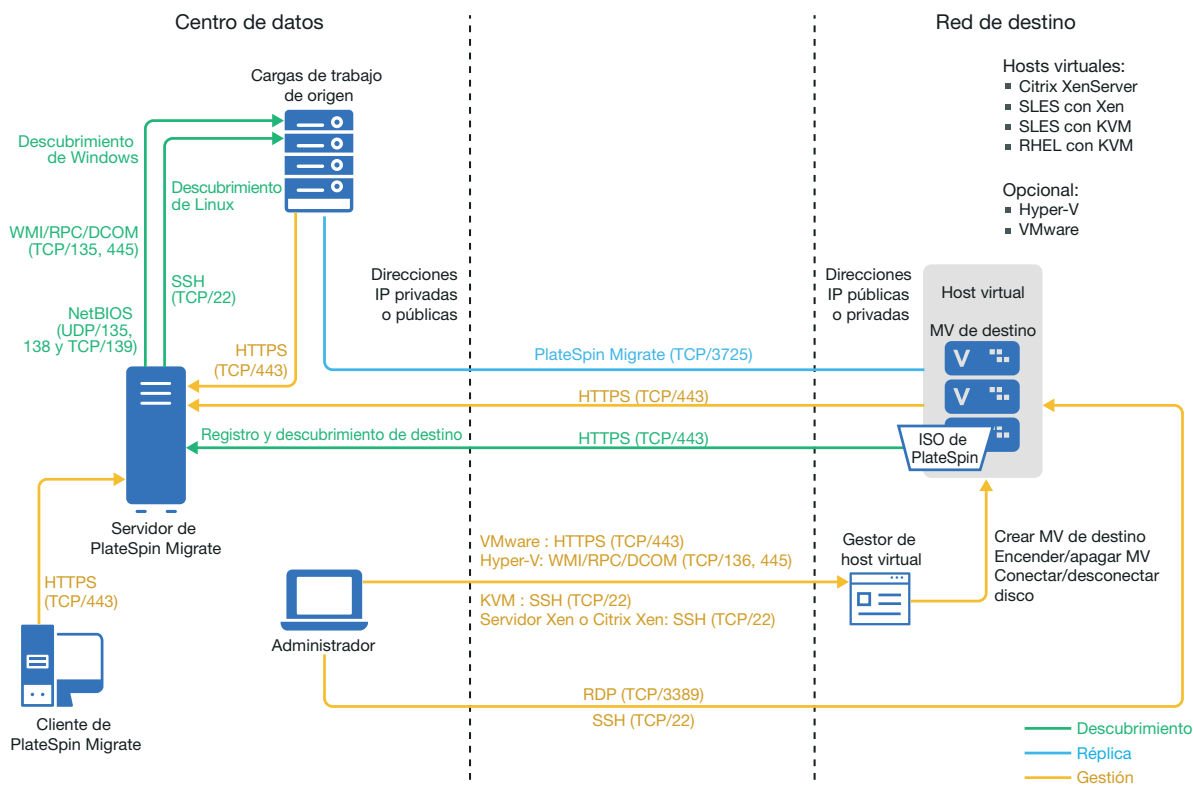 Centro de datos
Red de destino
Cargas de trabajo
de origen
Hosts virtuales:
Citrix XenServer
SLES con Xen
SLES con KVM
RHEL con KVM
Opcional:
Hyper-V
VMware
Descubrimiento
de Windows
Descubrimiento
de Linux
WMI/RPC/DCOM
(TCP/135, 445)
SSH
(TCP/22)
NetBIOS
(UDP/135,
138 y TCP/139)
HTTPS
(TCP/443)
Direcciones
IP privadas
o públicas
Direcciones
IP públicas
o privadas
Host virtual
MV de destino
V
V
PlateSpin Migrate (TCP/3725)
HTTPS (TCP/443)
Registro y descubrimiento de destino
HTTPS (TCP/443)
ISO de
PlateSpin
Servidor de
PlateSpin Migrate
HTTPS
(TCP/443)
Cliente de
PlateSpin Migrate
Administrador
VMware : HTTPS (TCP/443)
Hyper-V: WMI/RPC/DCOM (TCP/136, 445)
KVM : SSH (TCP/22)
Servidor Xen o Citrix Xen: SSH (TCP/22)
Gestor de
host virtual
Crear MV de destino
Encender/apagar MV
Conectar/desconectar
disco
RDP (TCP/3389)
SSH (TCP/22)
Descubrimiento
Réplica
Gestión